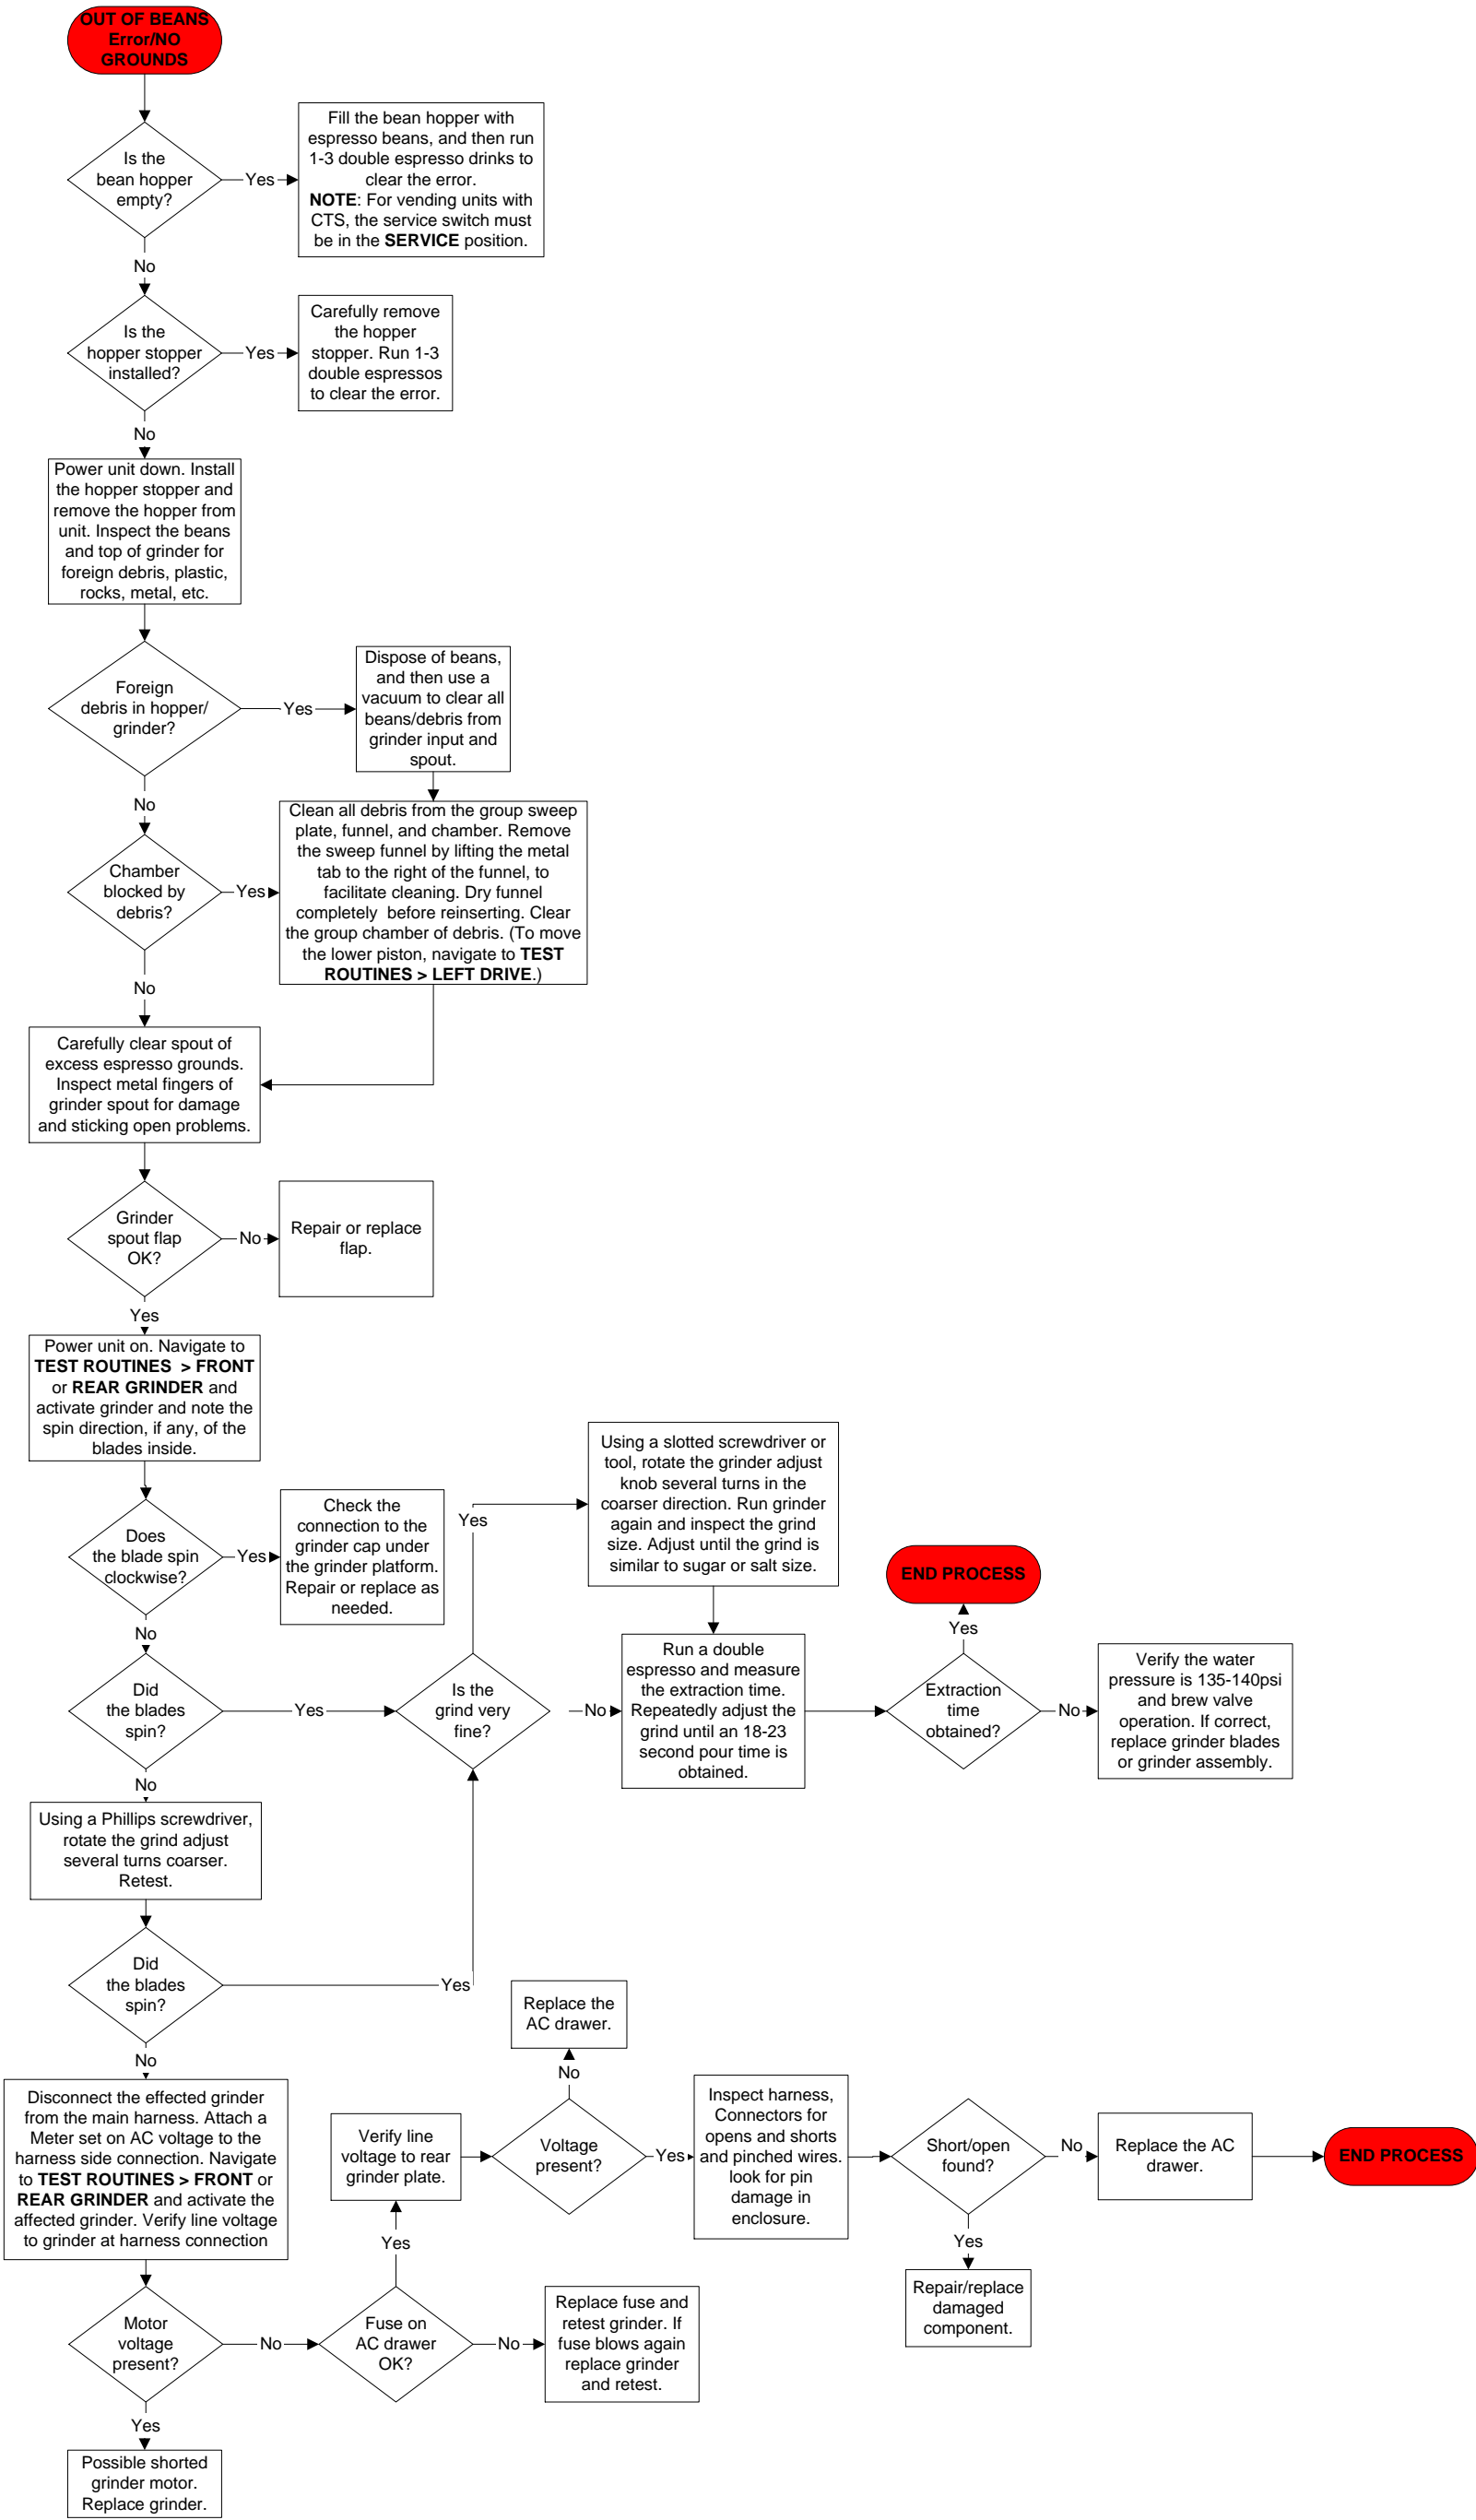 OUT OF BEANS
Error/NO
GROUNDS
Is the
bean hopper
empty?
Yes
Fill the bean hopper with
espresso beans, and then run
1-3 double espresso drinks to
clear the error.
NOTE: For vending units with
CTS, the service switch must
be in the SERVICE position.
No
Is the
hopper stopper
installed?
Yes
Carefully remove
the hopper
stopper. Run 1-3
double espressos
to clear the error.
No
Power unit down. Install
the hopper stopper and
remove the hopper from
unit. Inspect the beans
and top of grinder for
foreign debris, plastic,
rocks, metal, etc.
Foreign
debris in hopper/
grinder?
Yes
Dispose of beans,
and then use a
vacuum to clear all
beans/debris from
grinder input and
spout.
No
Chamber
blocked by
debris?
Yes
Clean all debris from the group sweep
plate, funnel, and chamber. Remove
the sweep funnel by lifting the metal
tab to the right of the funnel, to
facilitate cleaning. Dry funnel
completely before reinserting. Clear
the group chamber of debris. (To move
the lower piston, navigate to TEST
ROUTINES > LEFT DRIVE.)
No
Carefully clear spout of
excess espresso grounds.
Inspect metal fingers of
grinder spout for damage
and sticking open problems.
Grinder
spout flap
OK?
No
Repair or replace
flap.
Yes
Power unit on. Navigate to
TEST ROUTINES > FRONT
or REAR GRINDER and
activate grinder and note the
spin direction, if any, of the
blades inside.
Does
the blade spin
clockwise?
Yes
Check the
connection to the
grinder cap under
the grinder platform.
Repair or replace as
needed.
No
Did
the blades
spin?
Yes
Is the
grind very
fine?
Yes
Using a slotted screwdriver or
tool, rotate the grinder adjust
knob several turns in the
coarser direction. Run grinder
again and inspect the grind
size. Adjust until the grind is
similar to sugar or salt size.
No
Run a double
espresso and measure
the extraction time.
Repeatedly adjust the
grind until an 18-23
second pour time is
obtained.
Extraction
time
obtained?
Yes
END PROCESS
No
Verify the water
pressure is 135-140psi
and brew valve
operation. If correct,
replace grinder blades
or grinder assembly.
No
Using a Phillips screwdriver,
rotate the grind adjust
several turns coarser.
Retest.
Did
the blades
spin?
Yes
No
Disconnect the effected grinder
from the main harness. Attach a
Meter set on AC voltage to the
harness side connection. Navigate
to TEST ROUTINES > FRONT or
REAR GRINDER and activate the
affected grinder. Verify line voltage
to grinder at harness connection
Motor
voltage
present?
Yes
Possible shorted
grinder motor.
Replace grinder.
No
Fuse on
AC drawer
OK?
No
Replace fuse and
retest grinder. If
fuse blows again
replace grinder
and retest.
Yes
Verify line
voltage to rear
grinder plate.
Voltage
present?
No
Replace the
AC drawer.
Yes
Inspect harness,
Connectors for
opens and shorts
and pinched wires.
look for pin
damage in
enclosure.
Short/open
found?
Yes
Repair/replace
damaged
component.
No
Replace the AC
drawer.
END PROCESS